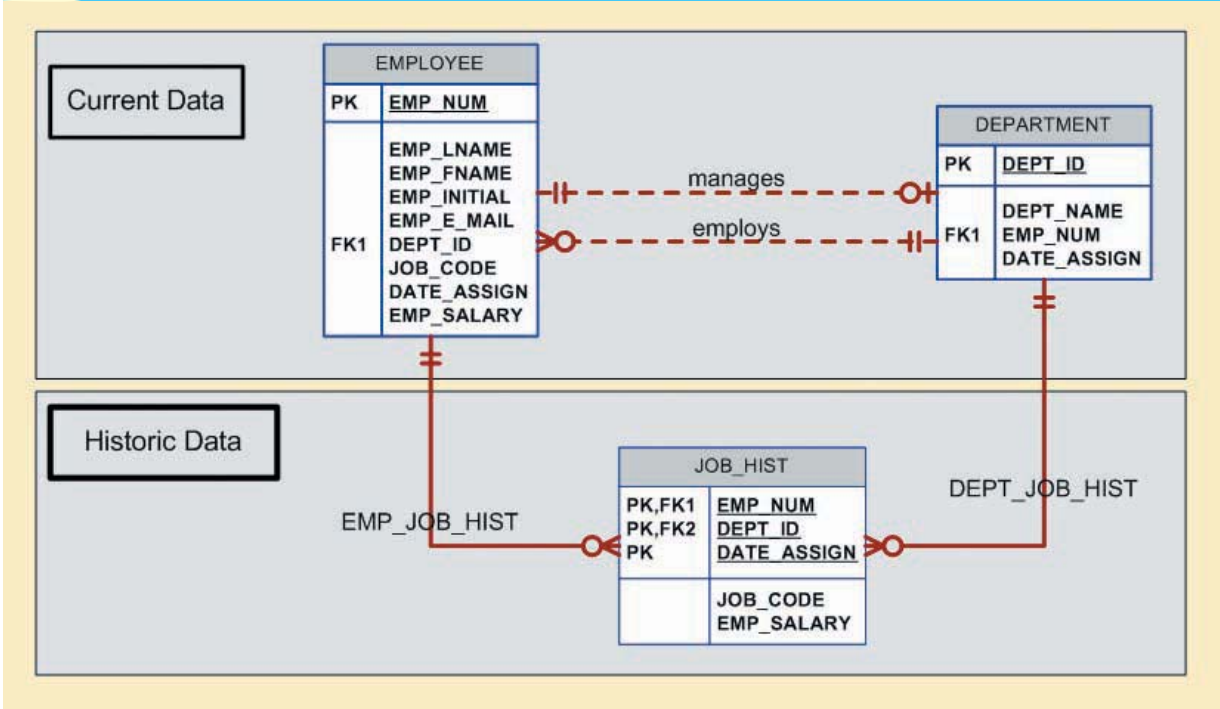 Current Data
EMPLOYEE
PK EMP_NUM
EMP_LNAME
EMP_FNAME
EMP_INITIAL
EMP_E_MAIL
FK1 DEPT_ID
JOB_CODE
DATE_ASSIGN
EMP_SALARY
manages
employs
DEPARTMENT
PK DEPT_ID
DEPT_NAME
FK1 EMP_NUM
DATE_ASSIGN
Historic Data
EMP_JOB_HIST
JOB_HIST
PK,FK1 EMP_NUM
PK,FK2 DEPT_ID
PK DATE_ASSIGN
JOB_CODE
EMP_SALARY
DEPT_JOB_HIST